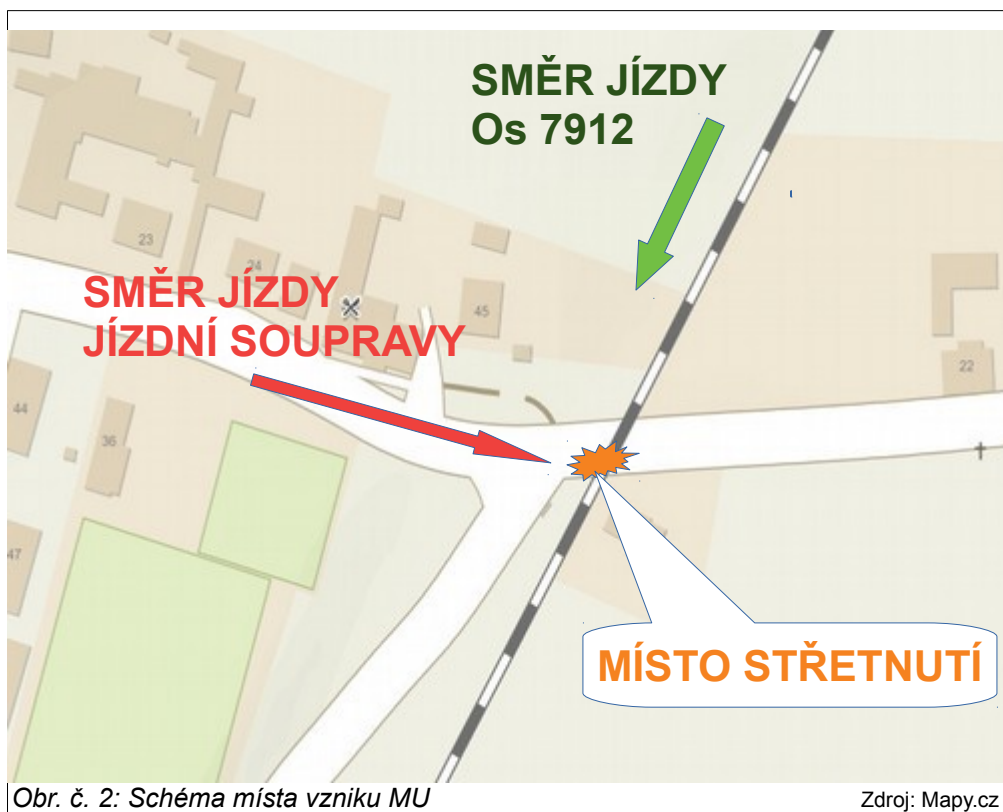 SMĚR JÍZDY
Os 7912
23
24
SMĚR JÍZDY
JÍZDNÍ SOUPRAVY
45
22
44
36
47
MÍSTO STŘETNUTÍ
Obr. č. 2: Schéma místa vzniku MU
Zdroj: Mapy.cz